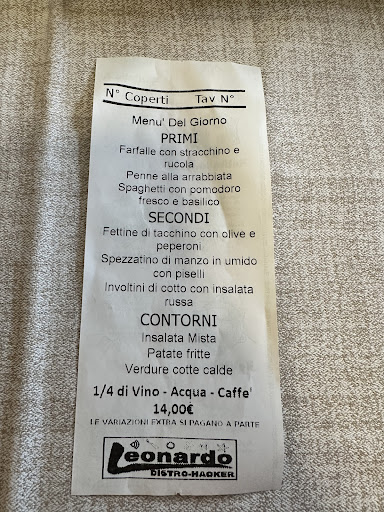 N° Coperti Tav N°
Menu' Del Giorno
PRIMI
Farfalle con stracchino e
rucola
Penne alla arrabbiata
Spaghetti con pomodoro
fresco e basilico
SECONDI
Fettine di tacchino con olive e
peperoni
Spezzatino di manzo in umido
con piselli
Involtini di cotto con insalata
russa
CONTORNI
Insalata Mista
Patate fritte
Verdure cotte calde
1/4 di Vino - Acqua - Caffe'
14,00€
LE VARIAZIONI EXTRA SI PAGANO A PARTE
Leonardo
DISTRO-HACKER